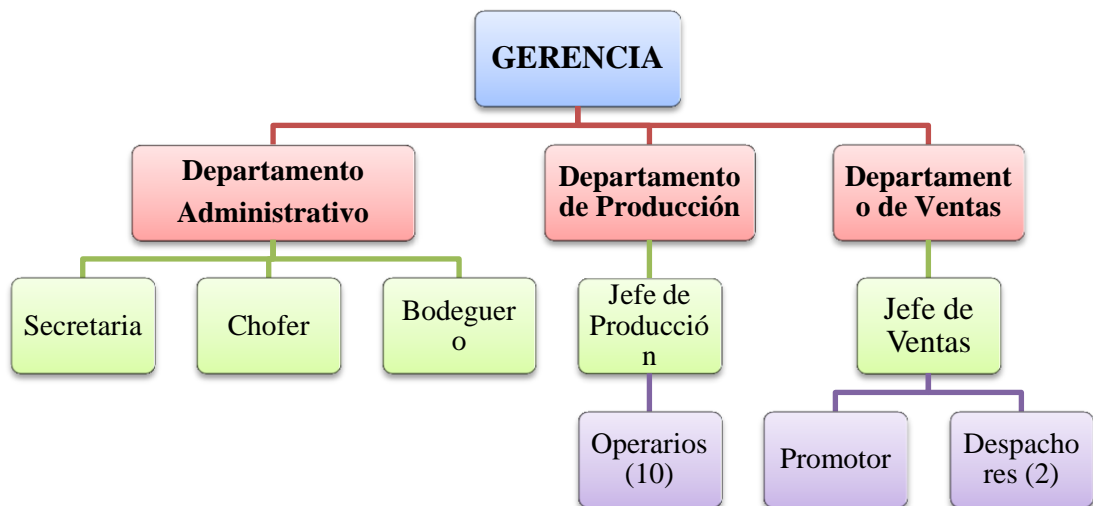 GERENCIA
Departamento
Administrativo
Departamento
de Producción
Departament
o de Ventas
Secretaria
Chofer
Bodeguer
o
Jefe de
Producció
n
Jefe de
Ventas
Operarios
(10)
Promotor
Despacho
res (2)